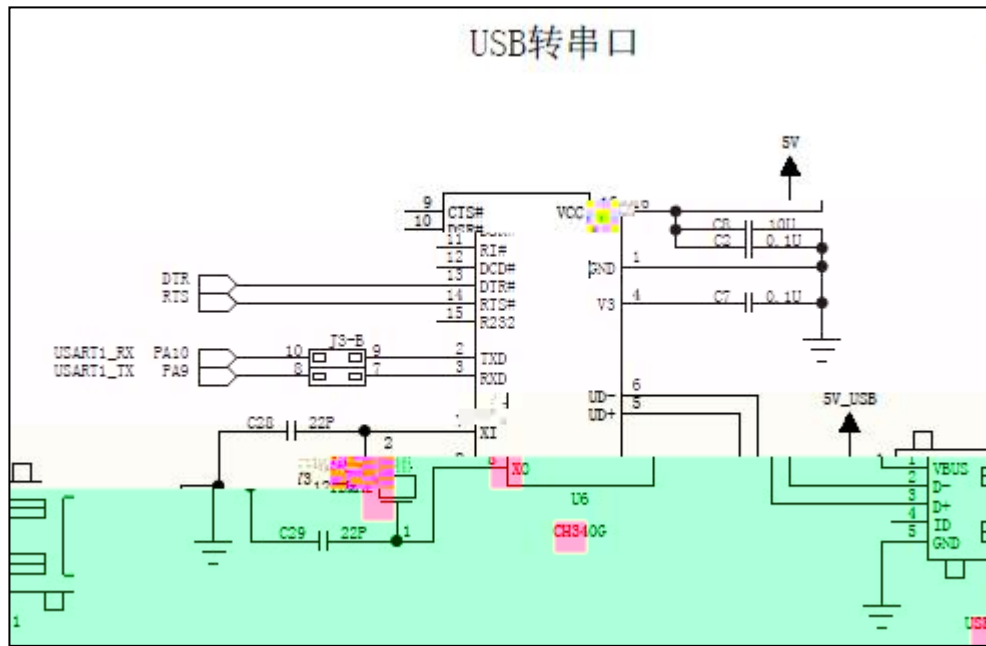 USB转串口
5V
9 CTS# VCC
10
C8 10U
C2 0.1U
11 RI#
12 DCD# GND 1
DTR 13 DTR#
RTS 14 RTS# V3 4 C7 0.1U
15 R232
J3-B
USART1_RX PA10 10 9 2 TXD
USART1_TX PA9 8 7 3 RXD
UD- 6
UD+ 5
5V_USB
C28 22P XI
2
XO
1 VBUS
2 D-
3 D+
4 ID
5 GND
U6
C29 22P 1
CH340G
1